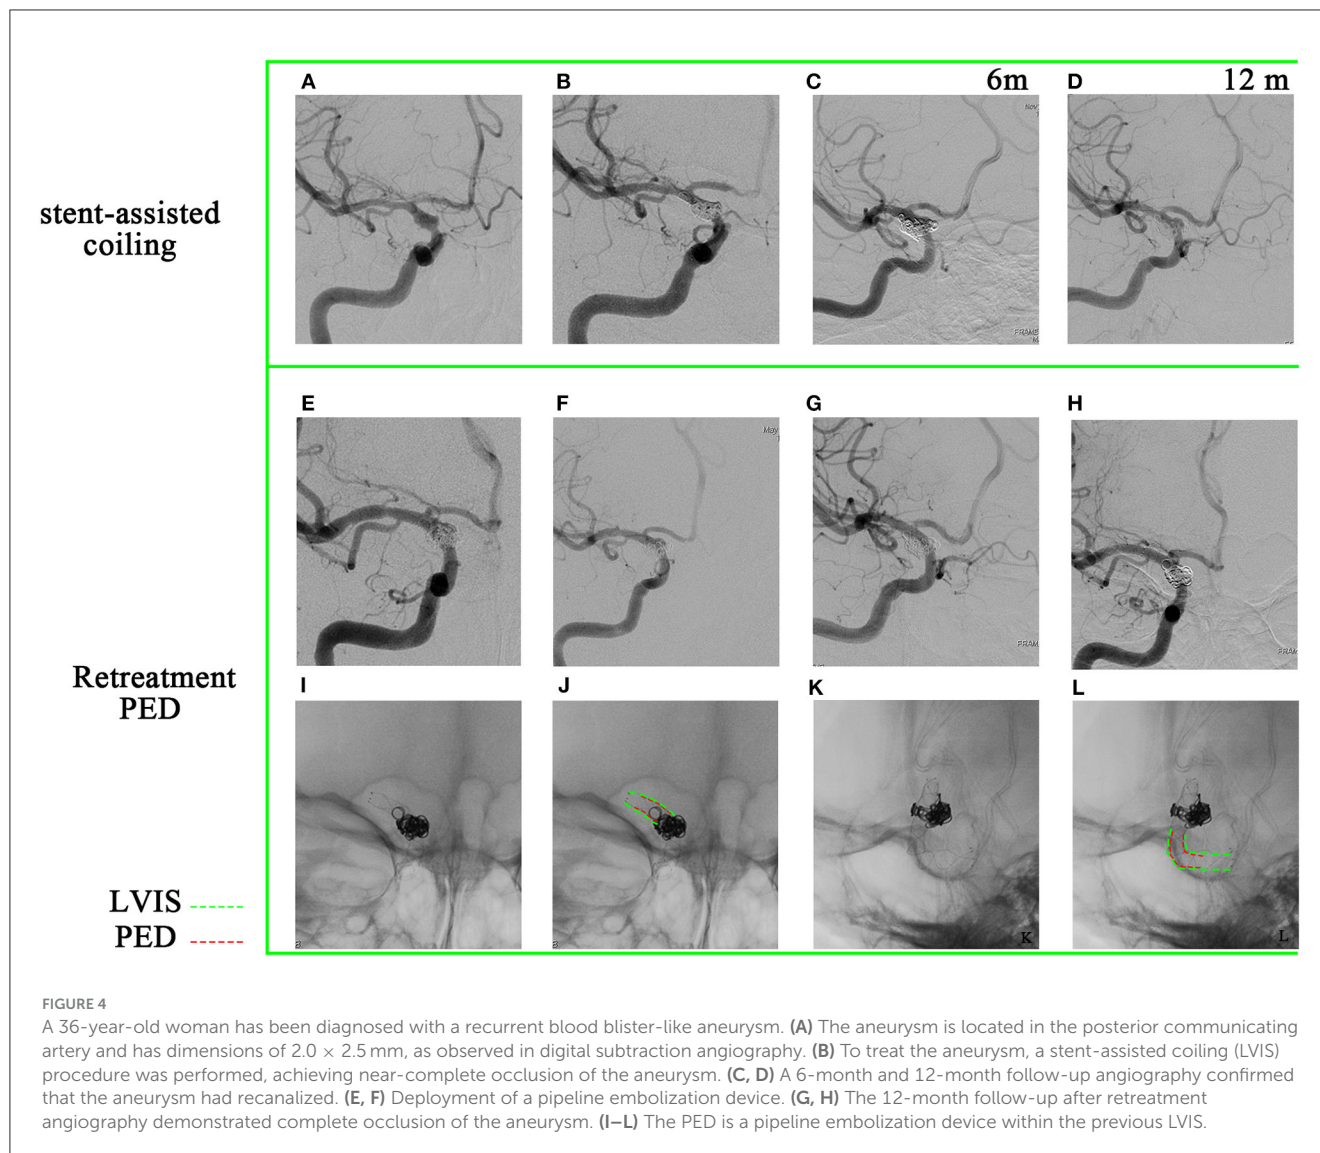 A
B
C
6m
D
12 m
Nov
stent-assisted
coiling
FRAME
M
E
F
G
H
May
Retreatment
PED
FRAM
FRAM
I
J
K
L
LVIS
PED
B
B
K
L
FIGURE 4
A 36-year-old woman has been diagnosed with a recurrent blood blister-like aneurysm. (A) The aneurysm is located in the posterior communicating
artery and has dimensions of 2.0 × 2.5 mm, as observed in digital subtraction angiography. (B) To treat the aneurysm, a stent-assisted coiling (LVIS)
procedure was performed, achieving near-complete occlusion of the aneurysm. (C, D) A 6-month and 12-month follow-up angiography confirmed
that the aneurysm had recanalized. (E, F) Deployment of a pipeline embolization device. (G, H) The 12-month follow-up after retreatment
angiography demonstrated complete occlusion of the aneurysm. (I–L) The PED is a pipeline embolization device within the previous LVIS.